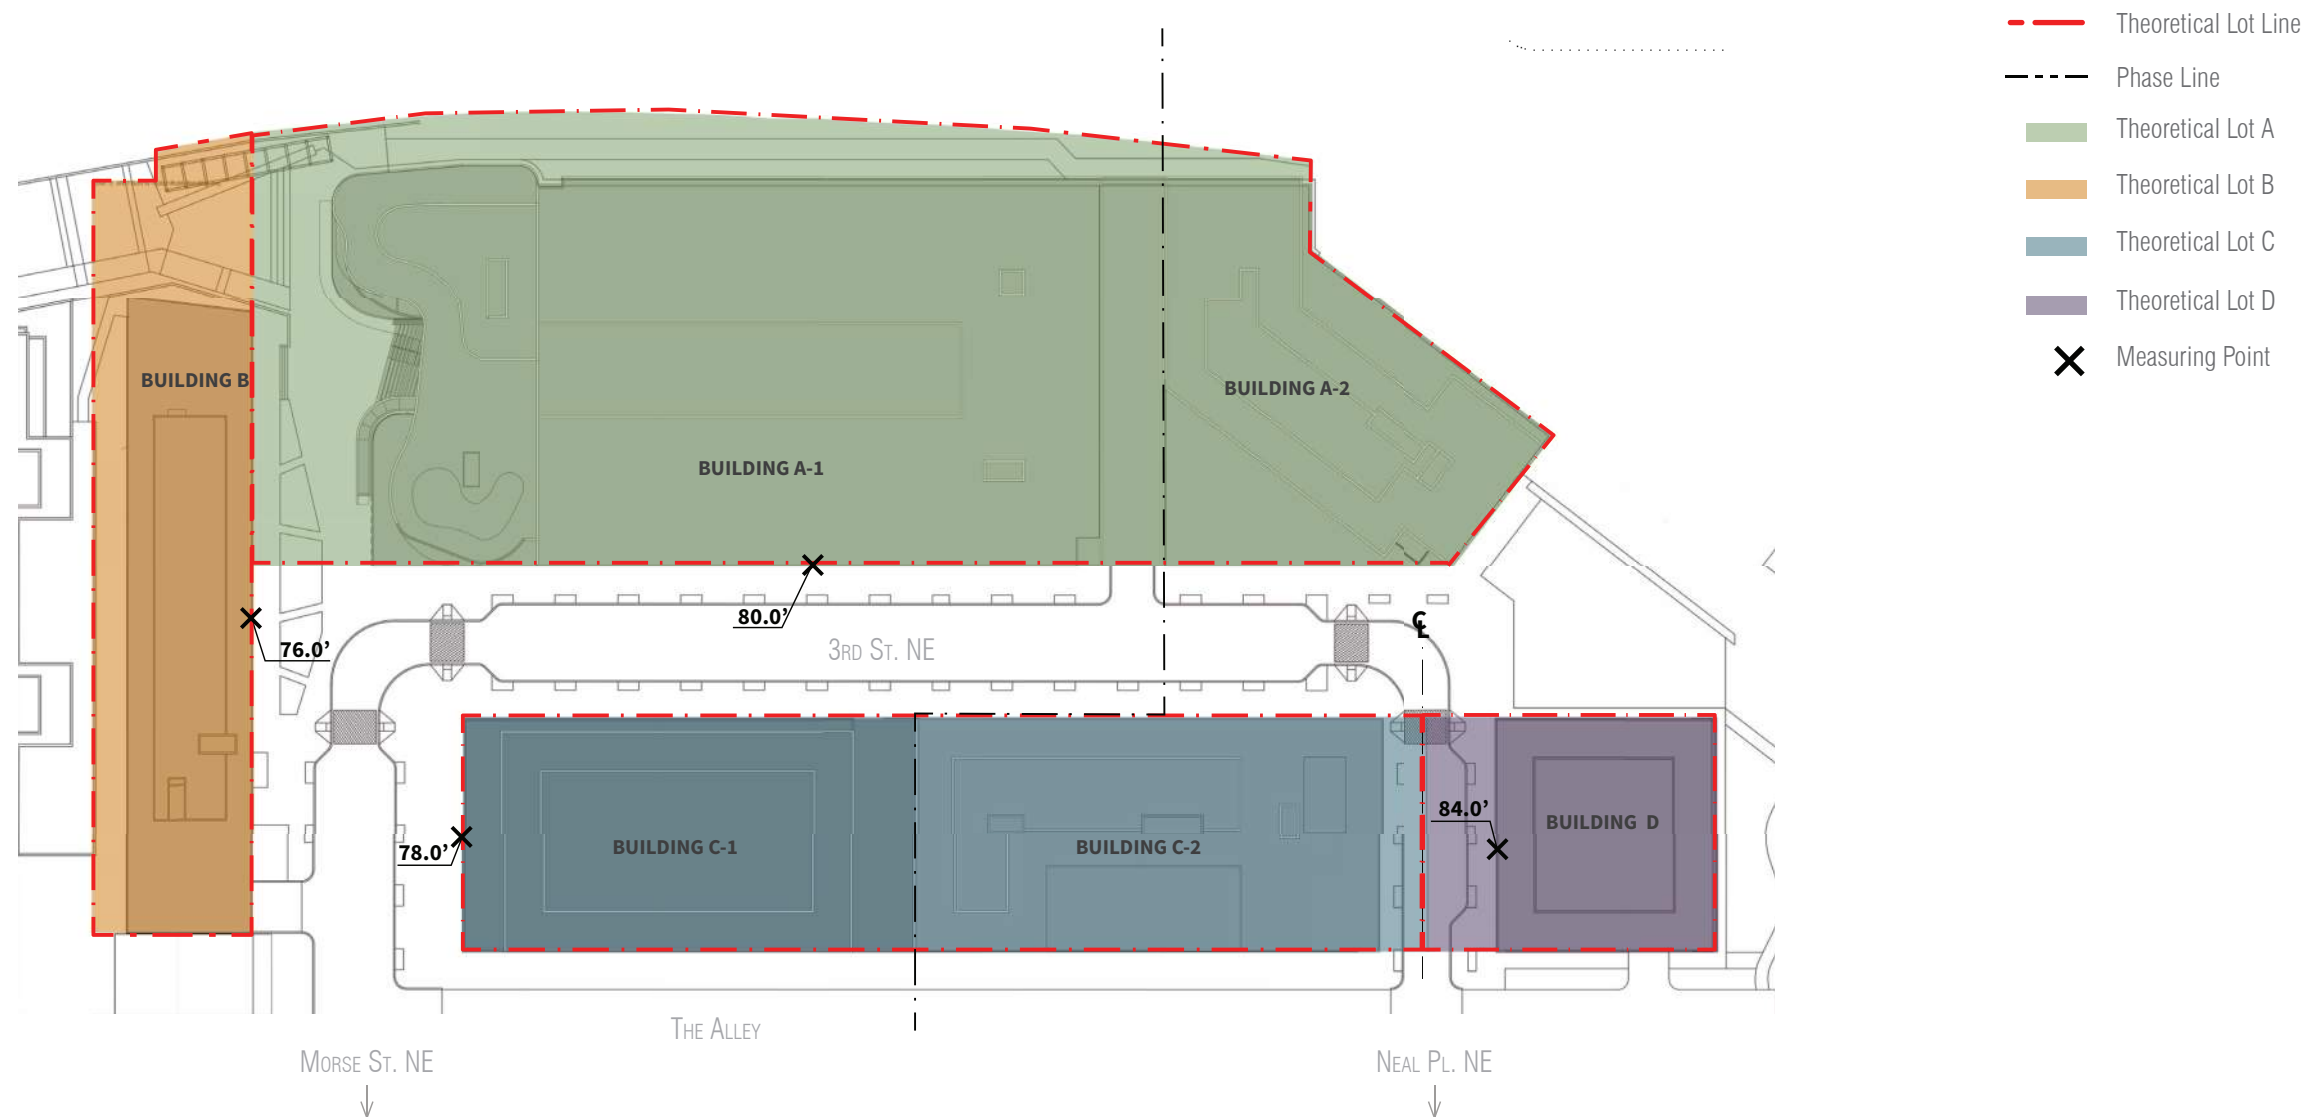 Theoretical Lot Line
Phase Line
Theoretical Lot A
Theoretical Lot B
Theoretical Lot C
Theoretical Lot D
Measuring Point
BUILDING B
BUILDING A-2
BUILDING A-1
80.0’
76.0’
3RD ST. NE
CL
84.0’
BUILDING D
78.0’
BUILDING C-1
BUILDING C-2
THE ALLEY
MORSE ST. NE
NEAL PL. NE